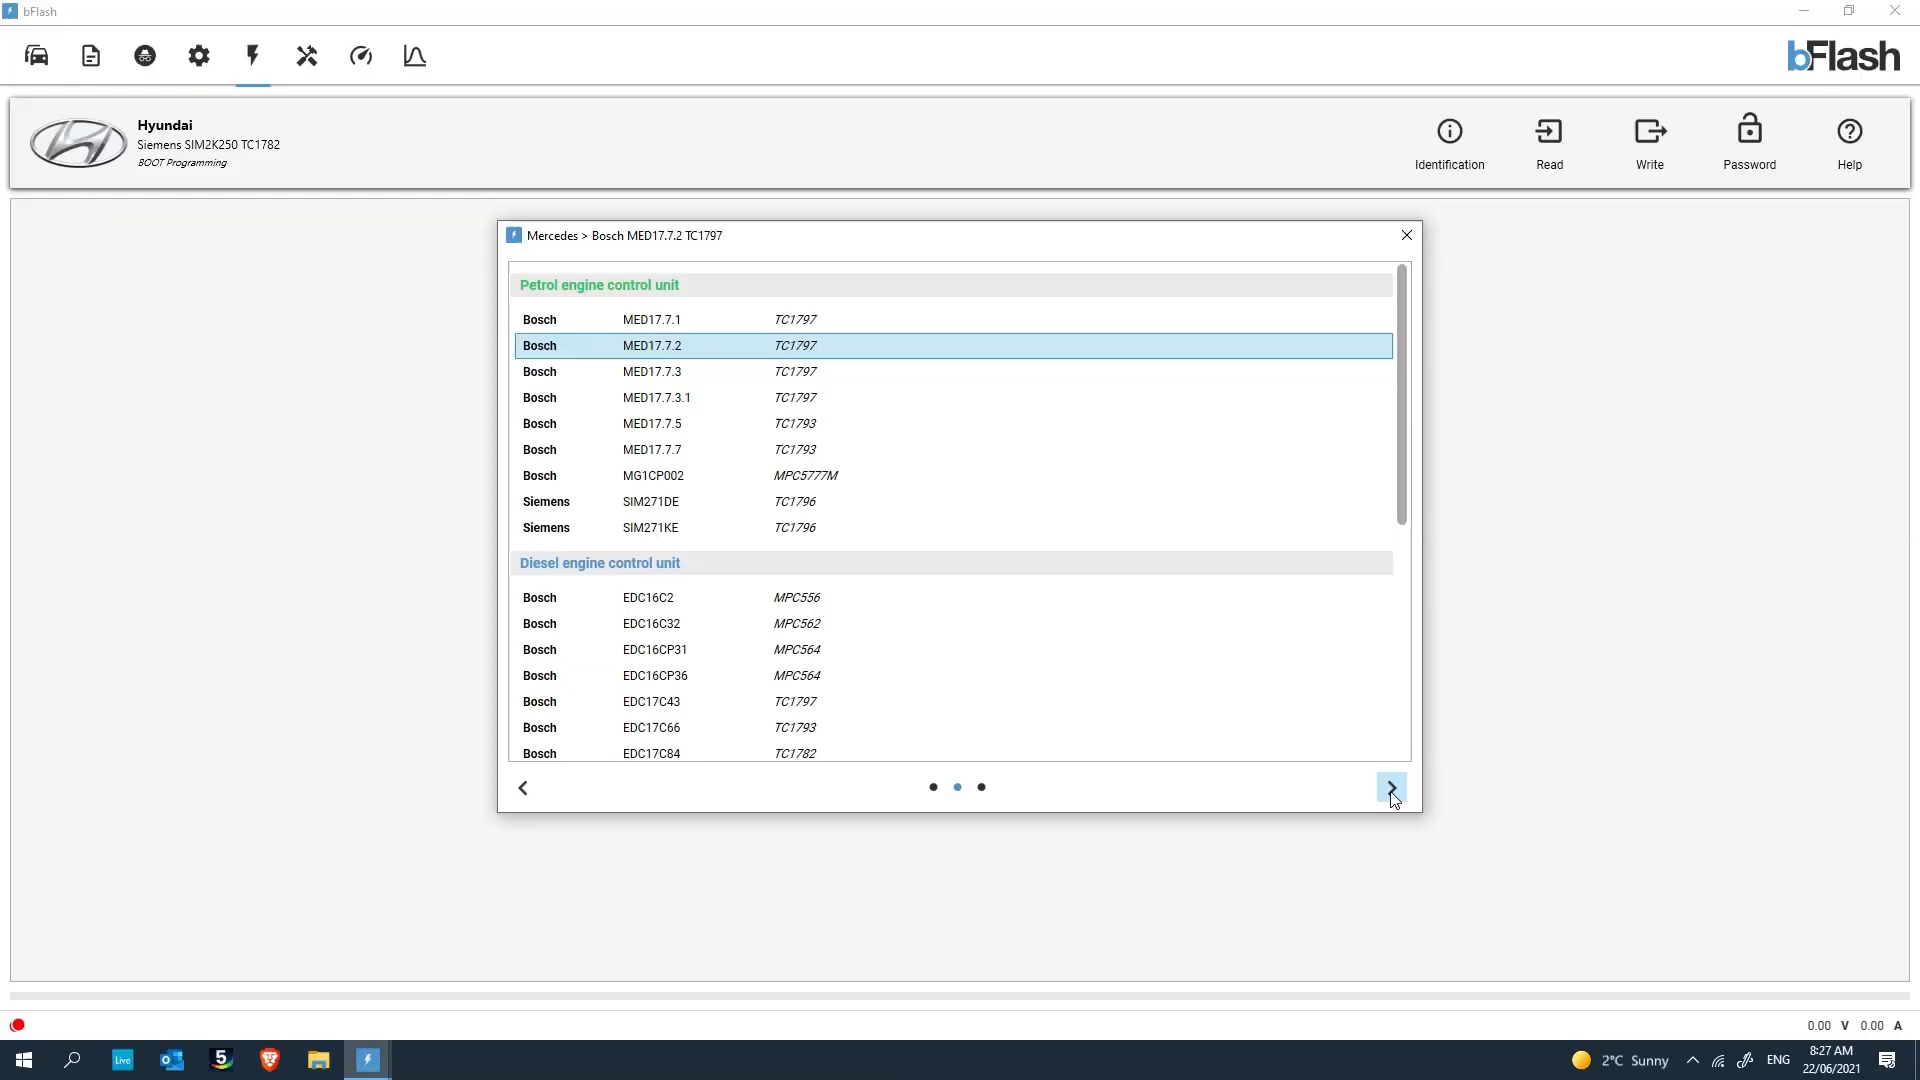 bFlash
bFlash
Hyundai
Siemens SIM2K250 TC1782
BOOT Programming
Identification
Read
Write
Password
Help
Mercedes > Bosch MED17.7.2 TC1797
Petrol engine control unit
Bosch MED17.7.1 TC1797
Bosch MED17.7.2 TC1797
Bosch MED17.7.3 TC1797
Bosch MED17.7.3.1 TC1797
Bosch MED17.7.5 TC1793
Bosch MED17.7.7 TC1793
Bosch MG1CP002 MPC5777M
Siemens SIM271DE TC1796
Siemens SIM271KE TC1796
Diesel engine control unit
Bosch EDC16C2 MPC556
Bosch EDC16C32 MPC562
Bosch EDC16CP31 MPC564
Bosch EDC16CP36 MPC564
Bosch EDC17C43 TC1797
Bosch EDC17C66 TC1793
Bosch EDC17C84 TC1782
0.00 V 0.00 A
Live
5
2°C Sunny
ENG
8:27 AM
22/06/2021